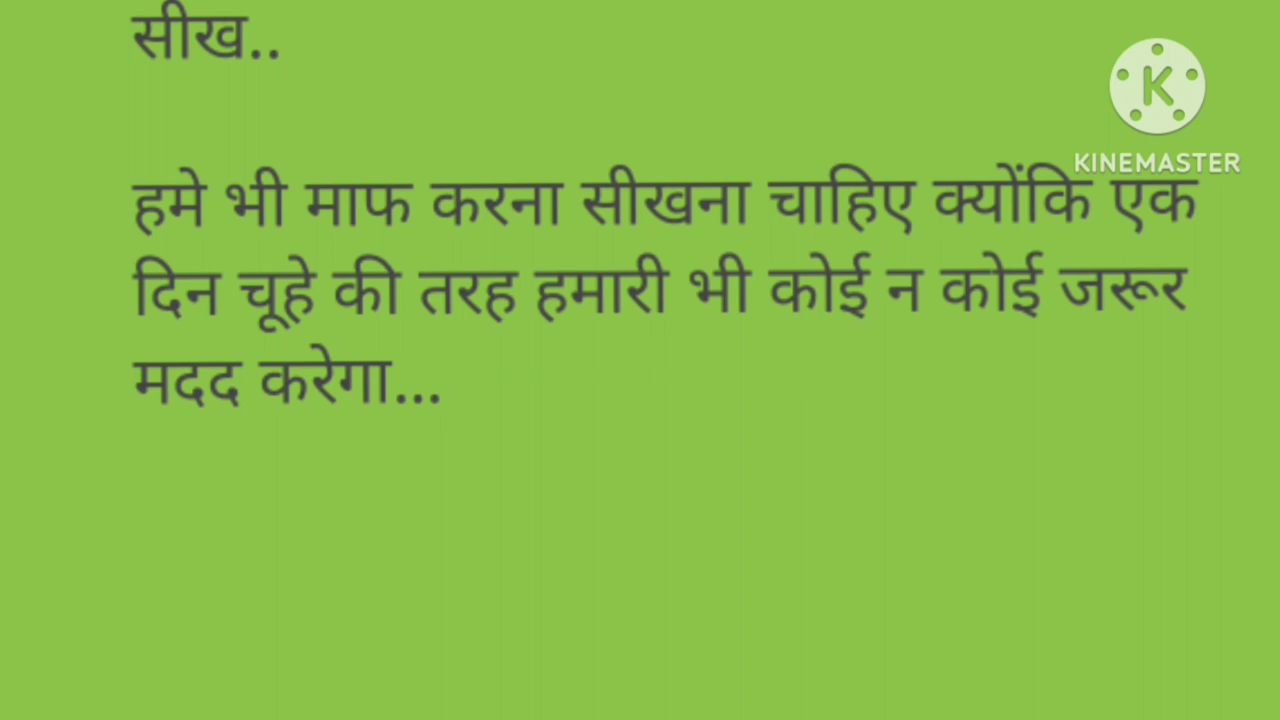 सीख..
KINEMASTER
हमे भी माफ करना सीखना चाहिए क्योंकि एक
दिन चूहे की तरह हमारी भी कोई न कोई जरूर
मदद करेगा...